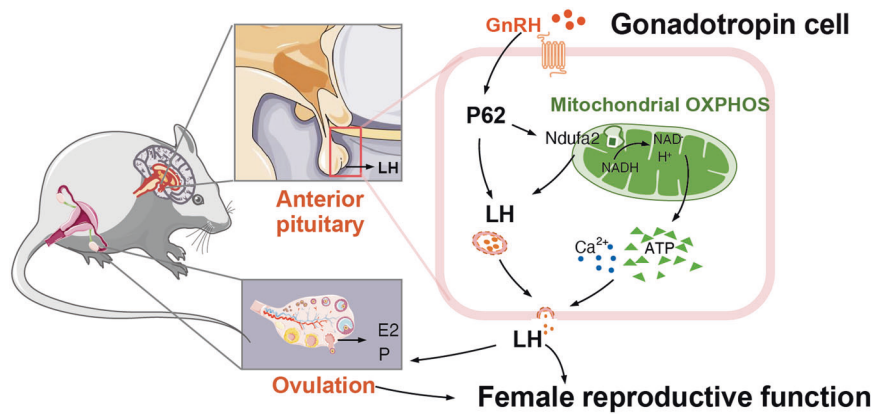 GnRH
Gonadotropin cell
P62
Mitochondrial OXPHOS
Ndufa2
NAD-
H+
NADH
LH
Anterior
pituitary
LH
Ca2+
ATP
E2
P
LH
Ovulation
Female reproductive function